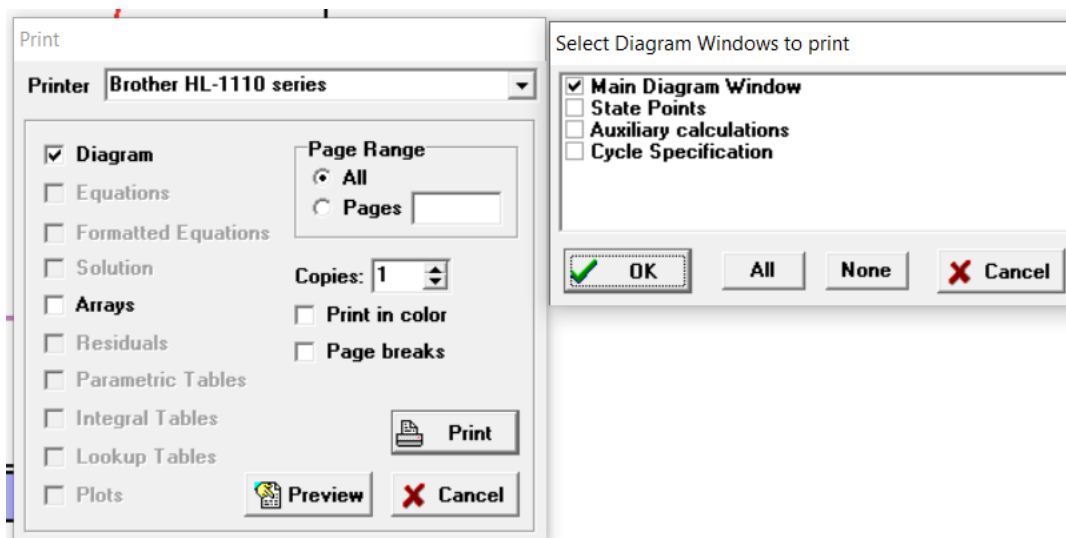 Print
Printer Brother HL-1110 series
Diagram
Equations
Formatted Equations
Solution
Arrays
Residuals
Parametric Tables
Integral Tables
Lookup Tables
Plots
Page Range
All
Pages
Copies: 1
Print in color
Page breaks
Print
Preview
Cancel
Select Diagram Windows to print
Main Diagram Window
State Points
Auxiliary calculations
Cycle Specification
OK
All
None
Cancel